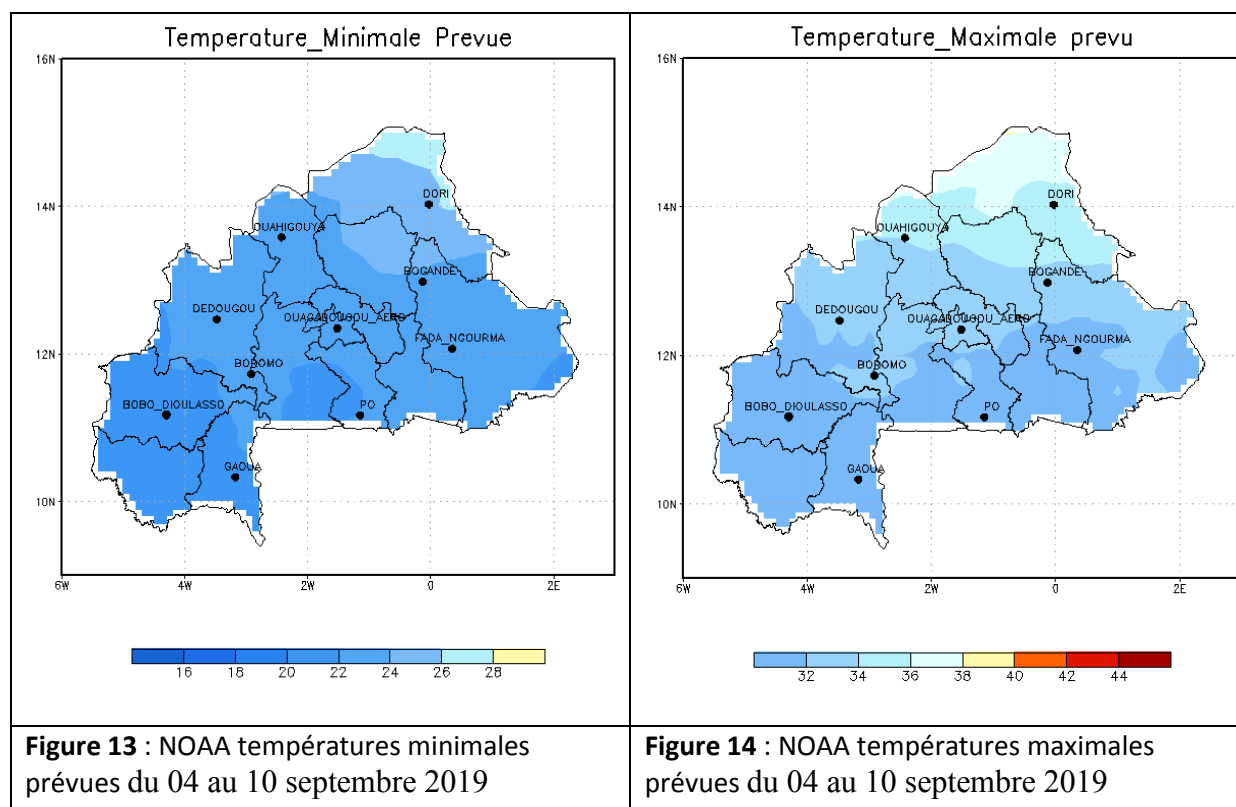 Temperature_Minimale Prevue
16N
14N
12N
10N
6W
4W
2W
0
2E
DORI
OUAHIGOUYA
BOGANDE
DEDOUGOU
OUAGADOUGOU_AERO
FADA_NGOURMA
BOROMO
BOBO_DIOULASSO
PO
GAOUA
16 18 20 22 24 26 28
Figure 13 : NOAA températures minimales
prévues du 04 au 10 septembre 2019
Temperature_Maximale prevu
16N
14N
12N
10N
6W
4W
2W
0
2E
DORI
OUAHIGOUYA
BOGANDE
DEDOUGOU
OUAGADOUGOU_AERO
FADA_NGOURMA
BOROMO
BOBO_DIOULASSO
PO
GAOUA
32 34 36 38 40 42 44
Figure 14 : NOAA températures maximales
prévues du 04 au 10 septembre 2019